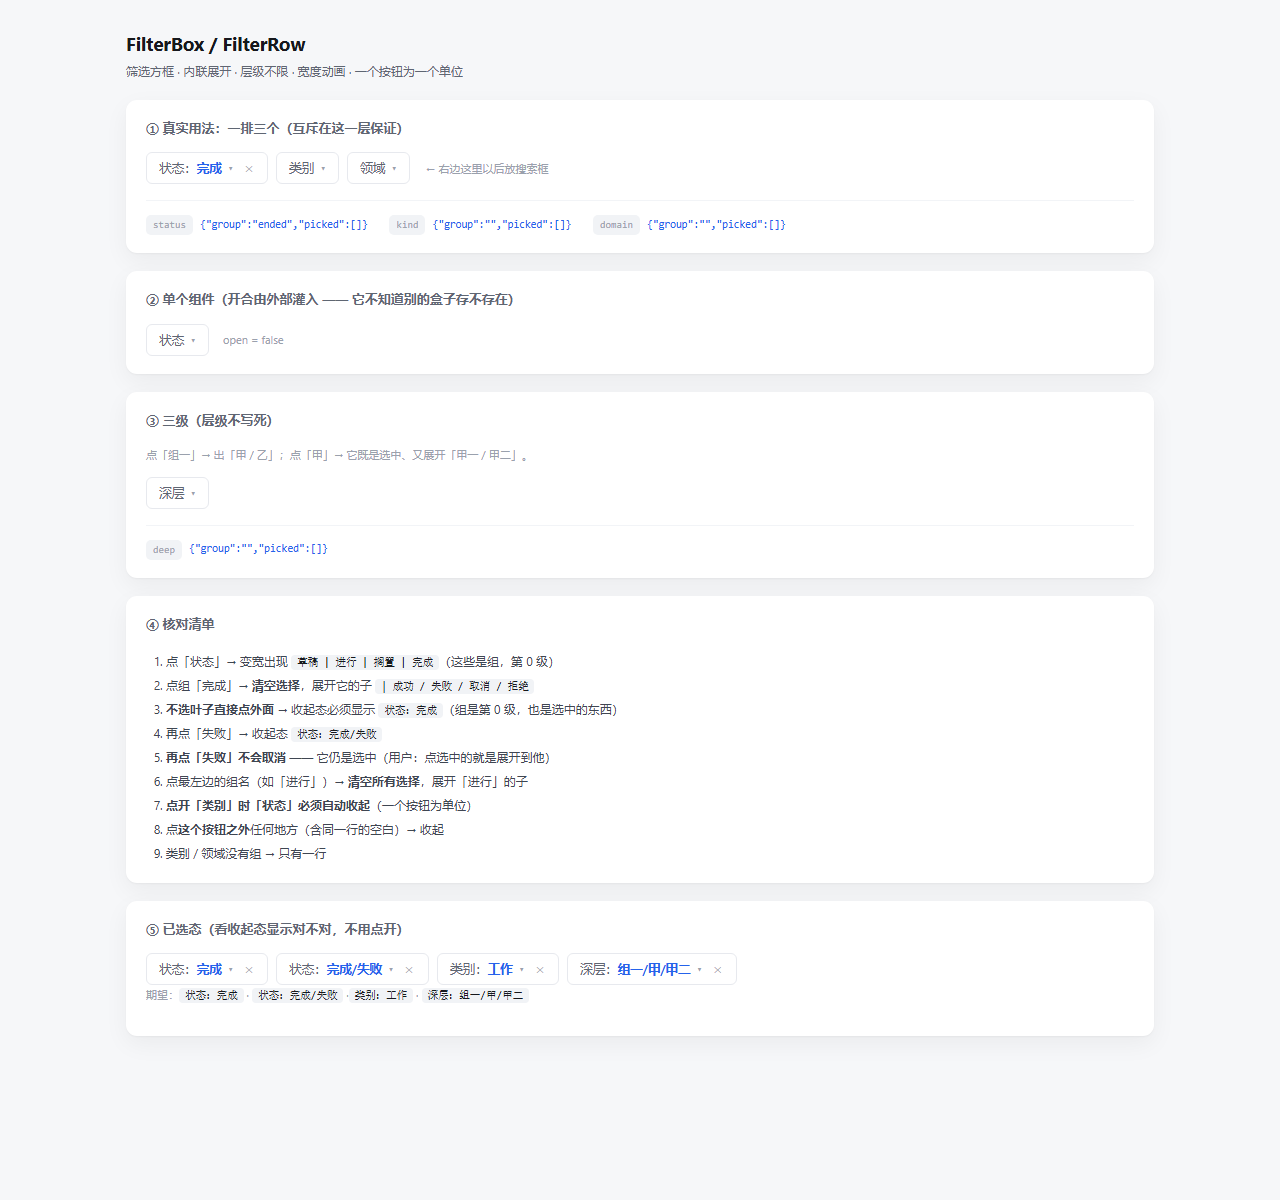 FilterBox / FilterRow
筛选方框 · 内联展开 · 层级不限 · 宽度动画 · 一个按钮为一个单位
① 真实用法：一排三个（互斥在这一层保证）
状态：完成 ▾ × 类别 ▾ 领域 ▾ ← 右边这里以后放搜索框
status {"group":"ended","picked":[]} kind {"group":"","picked":[]} domain {"group":"","picked":[]}
② 单个组件（开合由外部灌入 —— 它不知道别的盒子存不存在）
状态 ▾ open = false
③ 三级（层级不写死）
点「组一」→ 出「甲 / 乙」；点「甲」→ 它既是选中、又展开「甲一 / 甲二」。
深层 ▾
deep {"group":"","picked":[]}
④ 核对清单
1. 点「状态」→ 变宽出现 草稿 | 进行 | 搁置 | 完成 （这些是组，第 0 级）
2. 点组「完成」→ 清空选择，展开它的子 | 成功 / 失败 / 取消 / 拒绝
3. 不选叶子直接点外面 → 收起态必须显示 状态：完成 （组是第 0 级，也是选中的东西）
4. 再点「失败」→ 收起态 状态：完成/失败
5. 再点「失败」不会取消 —— 它仍是选中（用户：点选中的就是展开到他）
6. 点最左边的组名（如「进行」）→ 清空所有选择，展开「进行」的子
7. 点开「类别」时「状态」必须自动收起（一个按钮为单位）
8. 点这个按钮之外任何地方（含同一行的空白）→ 收起
9. 类别 / 领域没有组 → 只有一行
⑤ 已选态（看收起态显示对不对，不用点开）
状态：完成 ▾ × 状态：完成/失败 ▾ × 类别：工作 ▾ × 深层：组一/甲/甲二 ▾ ×
期望： 状态：完成 · 状态：完成/失败 · 类别：工作 · 深层：组一/甲/甲二